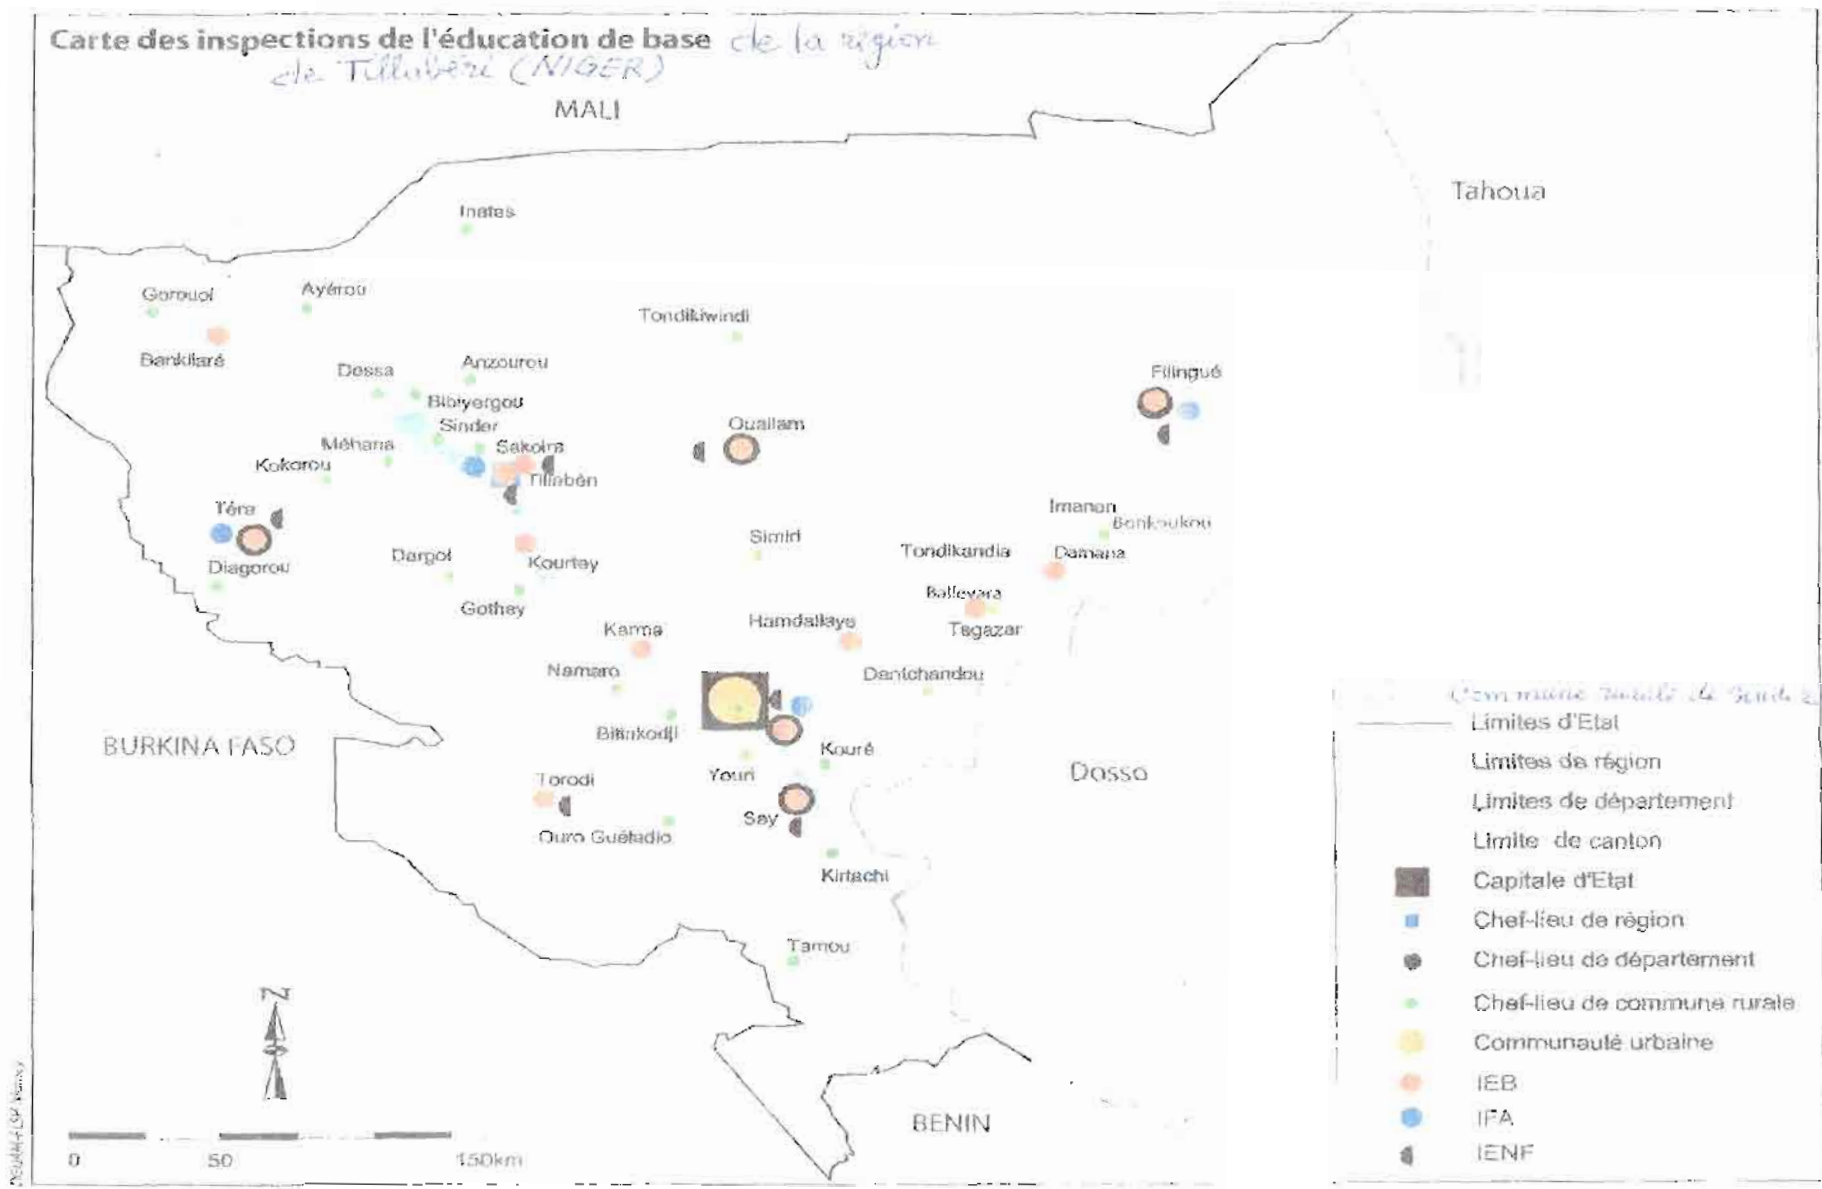 Carte des inspections de l'éducation de base de la région
de Tillabéri (NIGER)
MALI
Tahoua
Inates
Gorouol
Ayérou
Bankilaré
Tondikiwindi
Dessa
Anzourou
Bibiyergou
Sinder
Méhana
Sakoira
Kokorou
Tillabéri
Ouallam
Filingué
Téra
Diagorou
Dargol
Kourtey
Gothey
Simiri
Imanan
Bonkoukou
Tondikandia
Damana
Balleyara
Tagazar
Karma
Hamdallaye
Namaro
Dantchandou
Bitinkodji
BURKINA FASO
Kouré
Youri
Torodi
Say
Ouro Guéladio
Kirtachi
Dosso
Tamou
BENIN
N
0 50 150km
Commune rurale de
Limites d'Etat
Limites de région
Limites de département
Limite de canton
Capitale d'Etat
Chef-lieu de région
Chef-lieu de département
Chef-lieu de commune rurale
Communauté urbaine
IEB
IFA
IENF